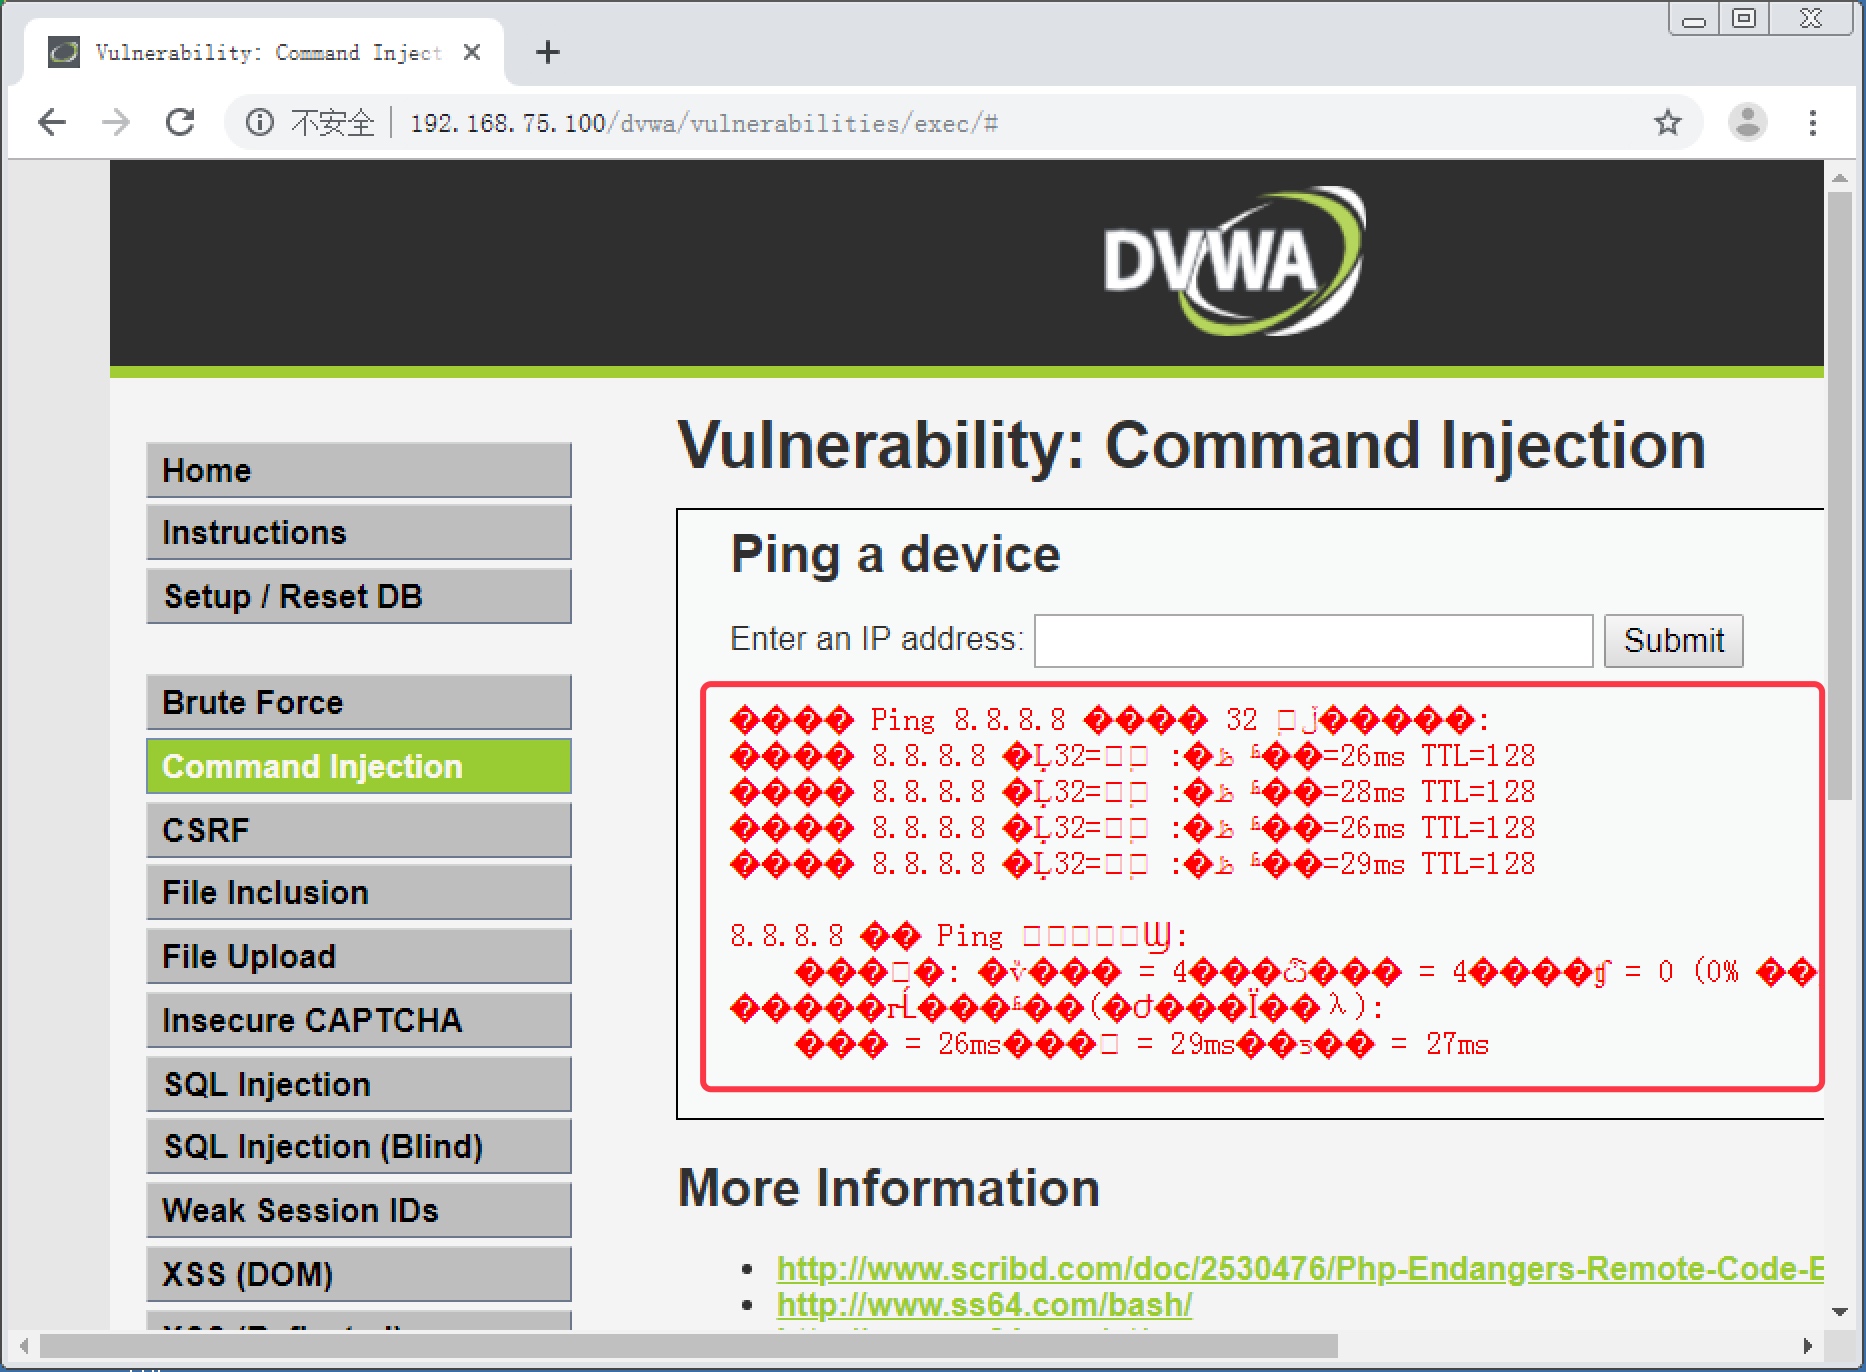 Vulnerability: Command Inject
不安全 192.168.75.100/dvwa/vulnerabilities/exec/#
DVWA
Home
Instructions
Setup / Reset DB
Brute Force
Command Injection
CSRF
File Inclusion
File Upload
Insecure CAPTCHA
SQL Injection
SQL Injection (Blind)
Weak Session IDs
XSS (DOM)
Vulnerability: Command Injection
Ping a device
Enter an IP address:
Submit
���� Ping 8.8.8.8 ���� 32 �����:
���� 8.8.8.8 32= =26ms TTL=128
���� 8.8.8.8 32= =28ms TTL=128
���� 8.8.8.8 32= =26ms TTL=128
���� 8.8.8.8 32= =29ms TTL=128
8.8.8.8 �� Ping
= 4 = 4 = 0 (0% ��
= 26ms = 29ms = 27ms
More Information
http://www.scribd.com/doc/2530476/Php-Endangers-Remote-Code-E
http://www.ss64.com/bash/